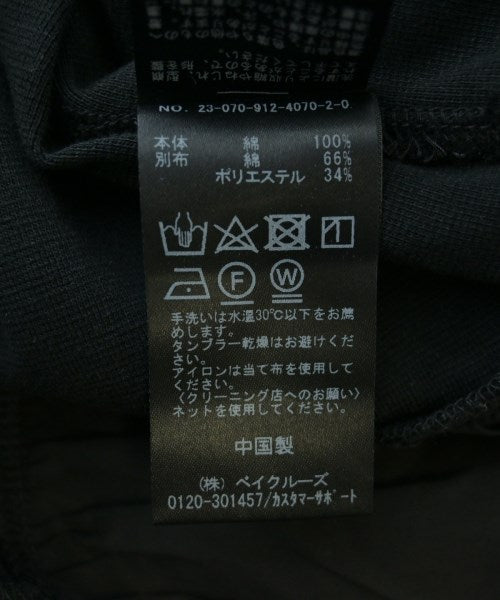 NO. 23-070-912-4070-2-0
本体 綿 100%
別布 綿 66%
ポリエステル 34%
F W
手洗いは水温30℃以下をお薦
めします。
タンブラー乾燥はお避けくだ
さい。
アイロンは当て布を使用して
ください。
〈クリーニング店へのお願い〉
ネットを使用してください。
中国製
(株) ベイクルーズ
0120-301457/カスタマーサポート